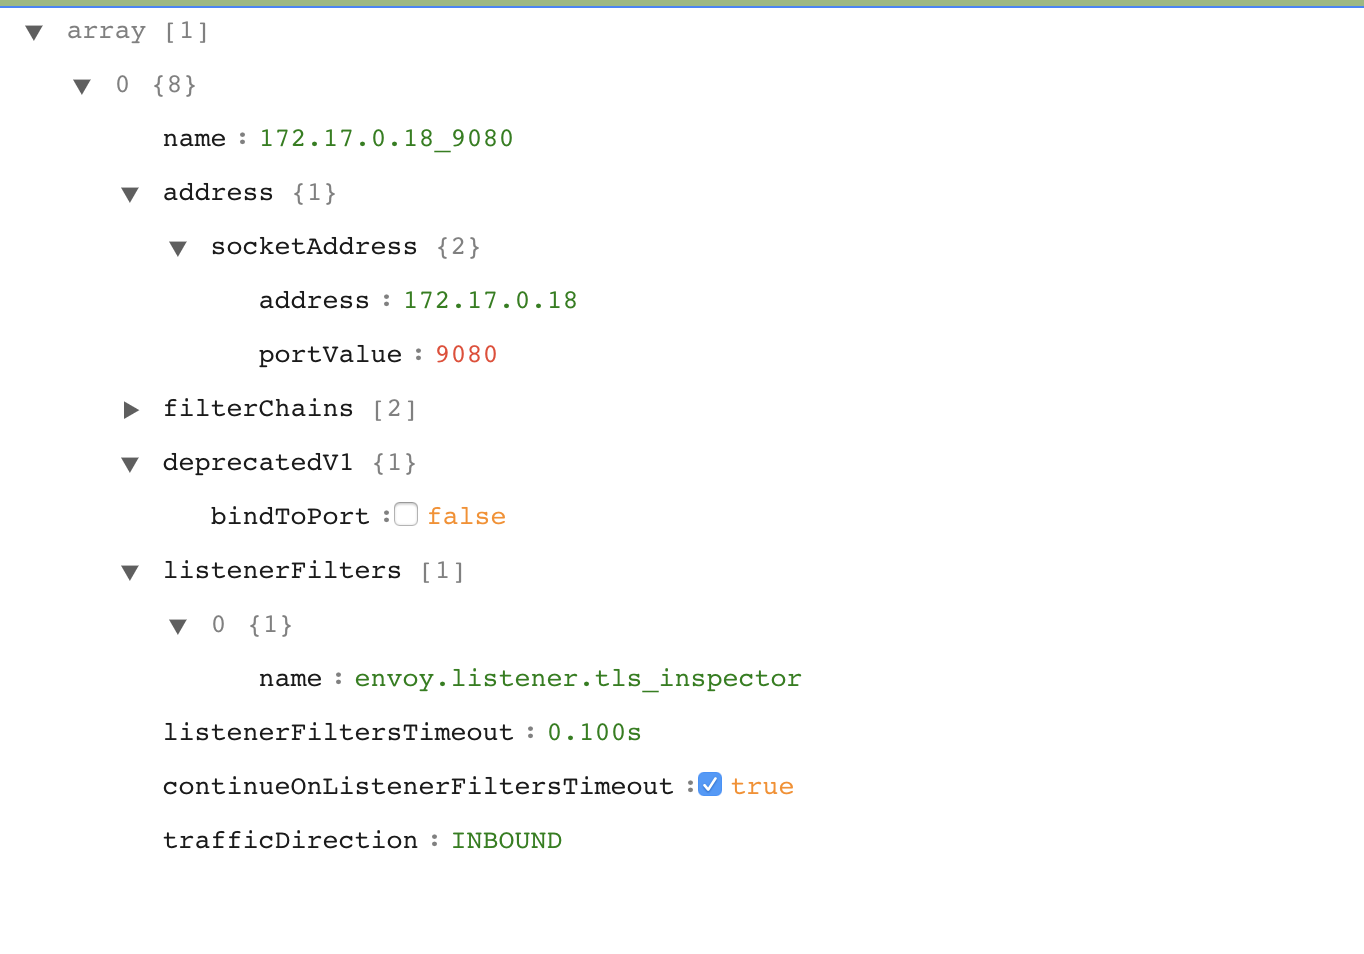 array [1]
0 {8}
name : 172.17.0.18_9080
address {1}
socketAddress {2}
address : 172.17.0.18
portValue : 9080
filterChains [2]
deprecatedV1 {1}
bindToPort : false
listenerFilters [1]
0 {1}
name : envoy.listener.tls_inspector
listenerFiltersTimeout : 0.100s
continueOnListenerFiltersTimeout : true
trafficDirection : INBOUND